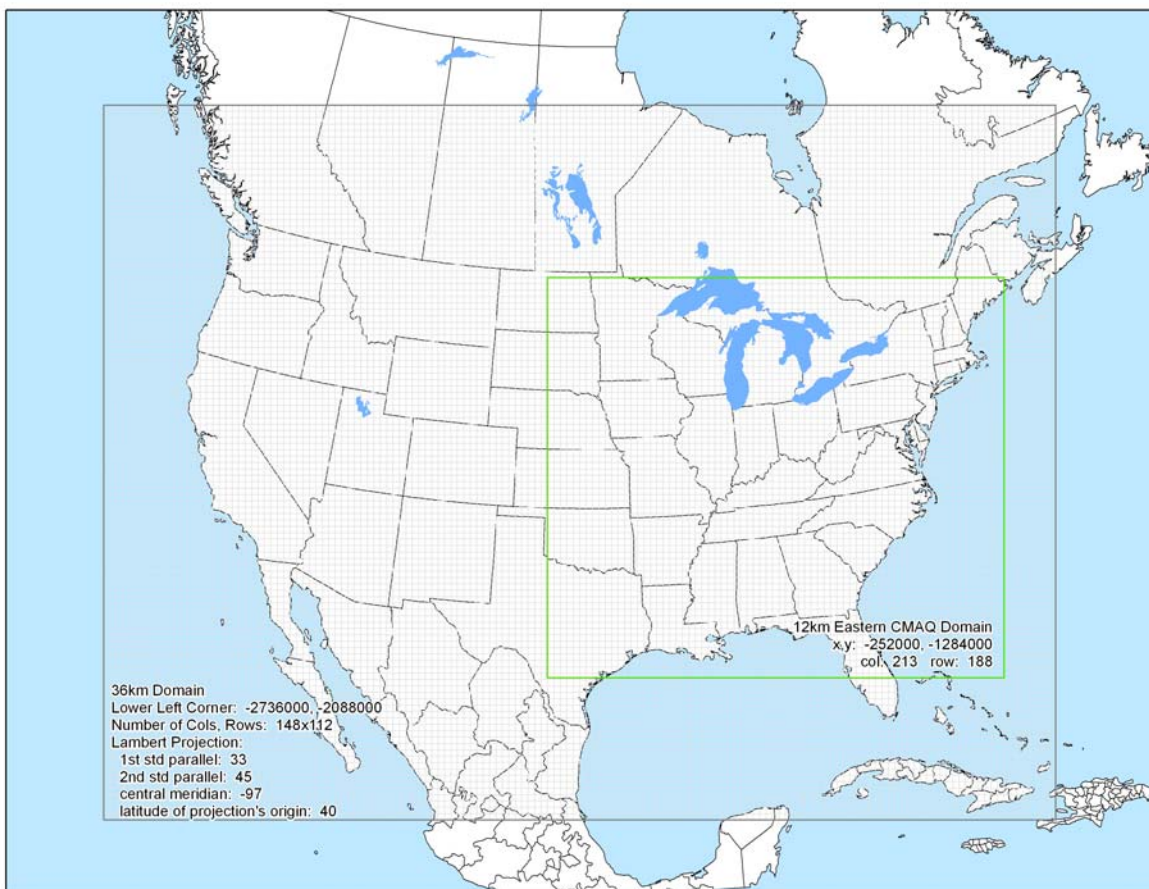 12km Eastern CMAQ Domain
x,y: -252000, -1284000
col: 213 row: 188
36km Domain
Lower Left Corner: -2736000, -2088000
Number of Cols, Rows: 148x112
Lambert Projection:
1st std parallel: 33
2nd std parallel: 45
central meridian: -97
latitude of projection's origin: 40